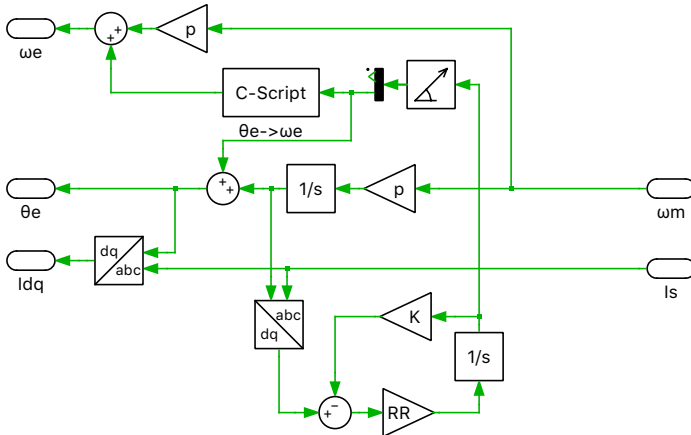 p
ωe
C-Script
θe->ωe
1/s
p
θe
ωm
dq
abc
Idq
Is
abc
dq
K
1/s
RR